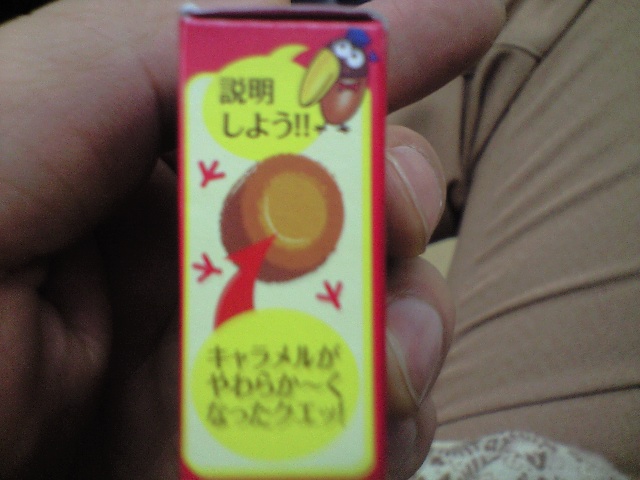 説明
しよう!!
キャラメルが
やわらか〜く
なったクエッ!